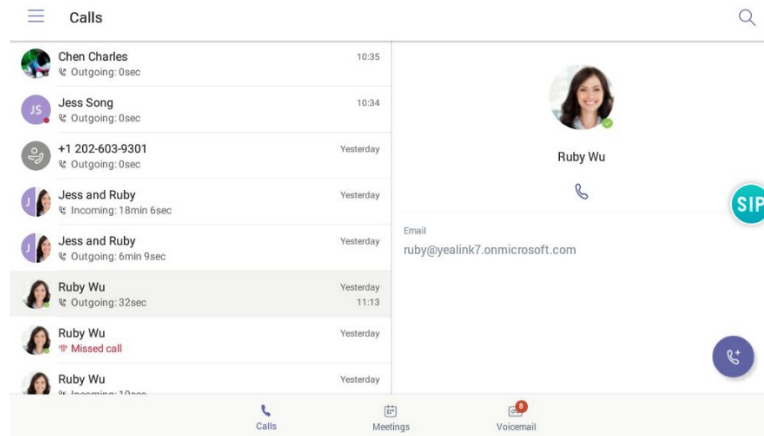 Calls
Chen Charles 10:35
Outgoing: 0sec
JS Jess Song 10:34
Outgoing: 0sec
+1 202-603-9301 Yesterday
Outgoing: 0sec
J Jess and Ruby Yesterday
Incoming: 18min 6sec
J Jess and Ruby Yesterday
Outgoing: 6min 9sec
Ruby Wu Yesterday
Outgoing: 32sec 11:13
Ruby Wu Yesterday
Missed call
Ruby Wu Yesterday
Ruby Wu
SIP
Email
ruby@yealink7.onmicrosoft.com
8
Calls Meetings Voicemail